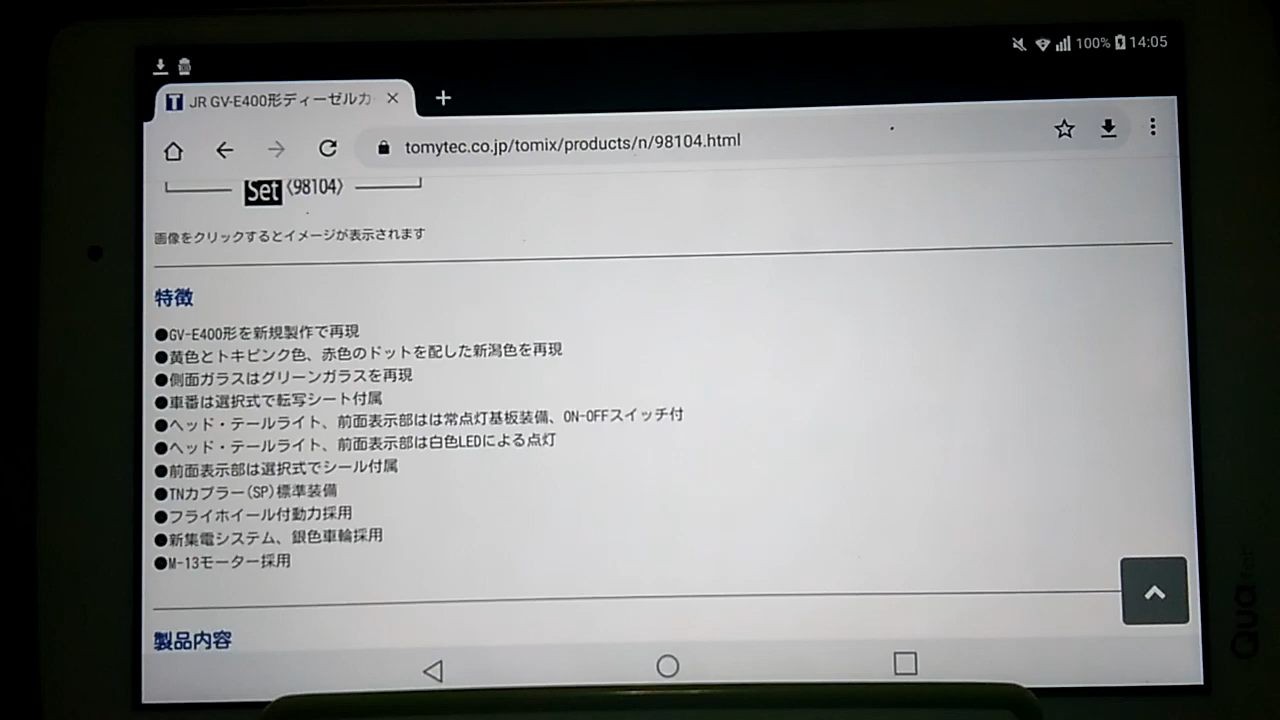 100% 14:05
JR GV-E400形ディーゼルカ
tomytec.co.jp/tomix/products/n/98104.html
Set 〈98104〉
画像をクリックするとイメージが表示されます
特徴
●GV-E400形を新規製作で再現
●黄色とトキピンク色、赤色のドットを配した新潟色を再現
●側面ガラスはグリーンガラスを再現
●車番は選択式で転写シート付属
●ヘッド・テールライト、前面表示部はは常点灯基板装備、ON-OFFスイッチ付
●ヘッド・テールライト、前面表示部は白色LEDによる点灯
●前面表示部は選択式でシール付属
●TNカプラー(SP)標準装備
●フライホイール付動力採用
●新集電システム、銀色車輪採用
●M-13モーター採用
製品内容
Qua tab